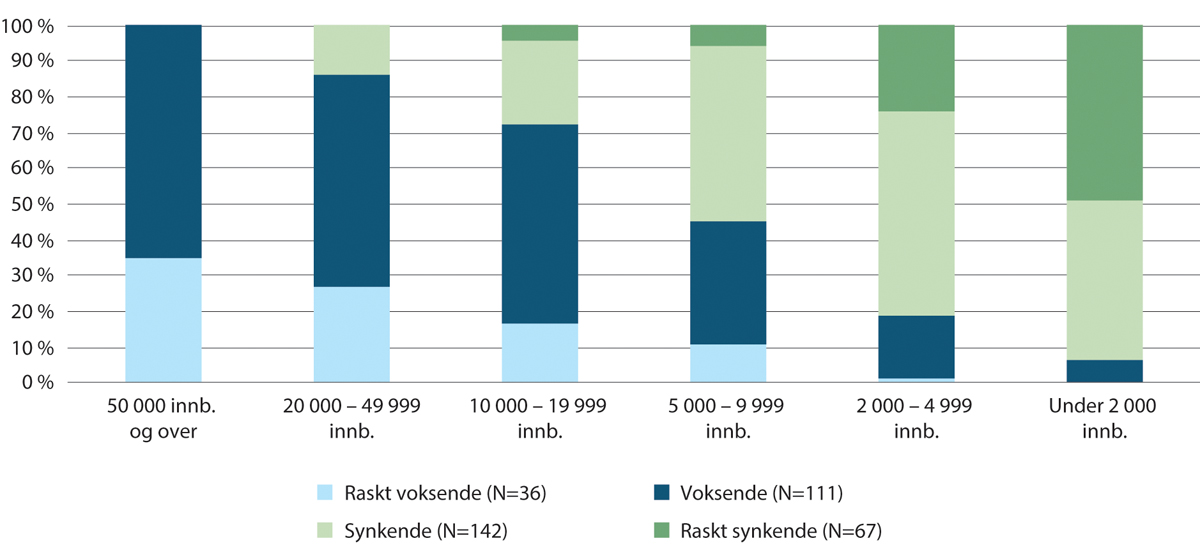 100 %
90 %
80 %
70 %
60 %
50 %
40 %
30 %
20 %
10 %
0 %
50 000 innb.
og over
20 000 – 49 999
innb.
10 000 – 19 999
innb.
5 000 – 9 999
innb.
2 000 – 4 999
innb.
Under 2 000
innb.
Raskt voksende (N=36)
Voksende (N=111)
Synkende (N=142)
Raskt synkende (N=67)